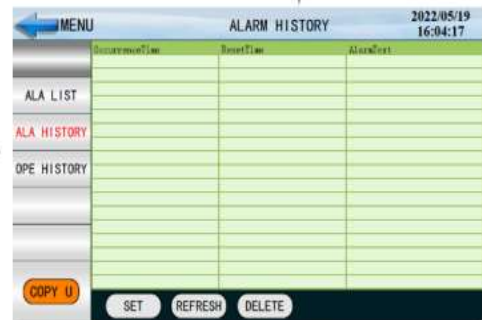 MENU
ALARM HISTORY
2022/05/19
16:04:17
OccurrenceTime ResetTime AlarmText
ALA LIST
ALA HISTORY
OPE HISTORY
COPY U
SET REFRESH DELETE